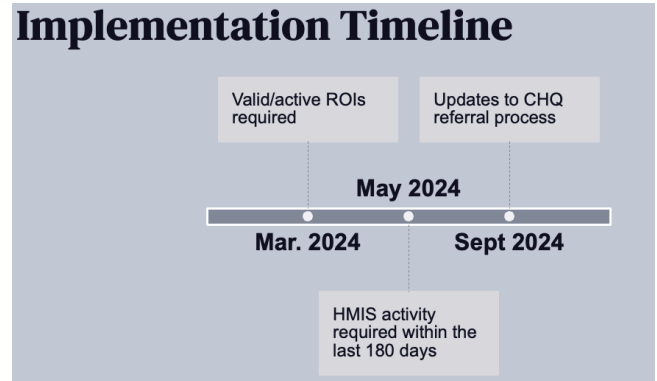 Implementation Timeline
Valid/active ROIs
required
Updates to CHQ
referral process
May 2024
Mar. 2024
Sept 2024
HMIS activity
required within the
last 180 days